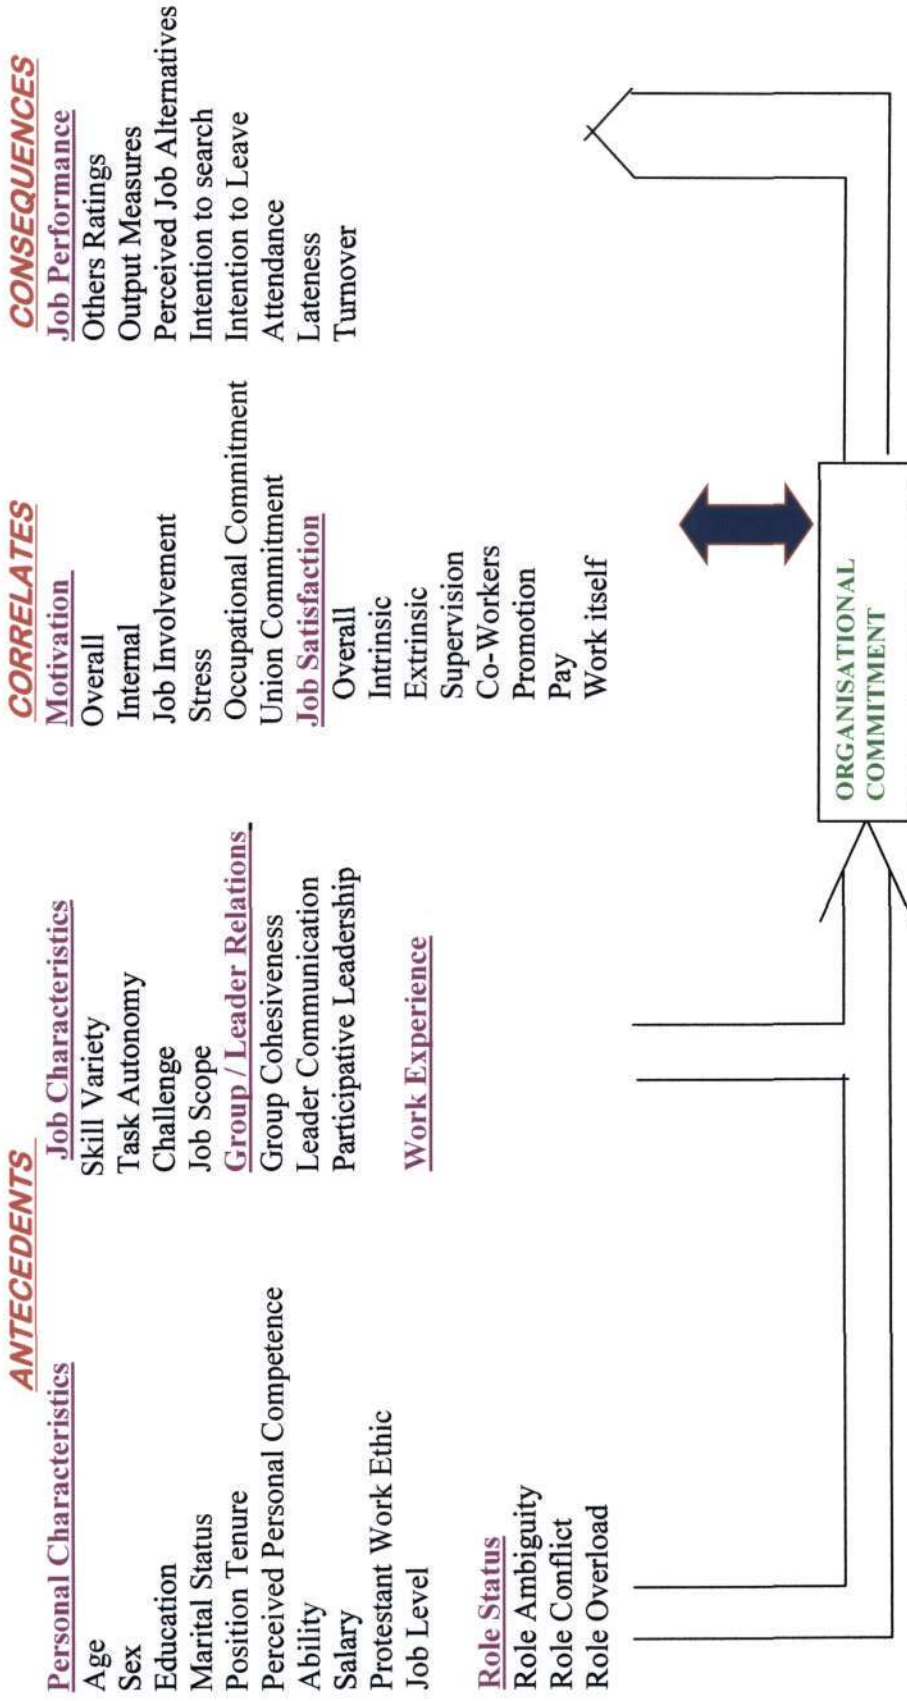 ANTECEDENTS
Personal Characteristics
Age
Sex
Education
Marital Status
Position Tenure
Perceived Personal Competence
Ability
Salary
Protestant Work Ethic
Job Level
Role Status
Role Ambiguity
Role Conflict
Role Overload
Job Characteristics
Skill Variety
Task Autonomy
Challenge
Job Scope
Group / Leader Relations
Group Cohesiveness
Leader Communication
Participative Leadership
Work Experience
CORRELATES
Motivation
Overall
Internal
Job Involvement
Stress
Occupational Commitment
Union Commitment
Job Satisfaction
Overall
Intrinsic
Extrinsic
Supervision
Co-Workers
Promotion
Pay
Work itself
CONSEQUENCES
Job Performance
Others Ratings
Output Measures
Perceived Job Alternatives
Intention to search
Intention to Leave
Attendance
Lateness
Turnover
ORGANISATIONAL
COMMITMENT